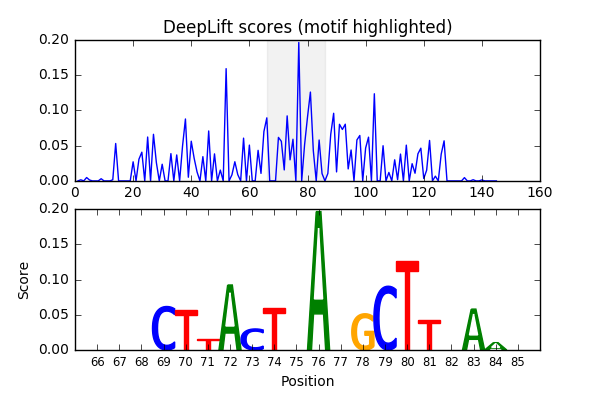 DeepLift scores (motif highlighted)
0.20
0.15
0.10
0.05
0.00
0 20 40 60 80 100 120 140 160
0.20
0.15
0.10
0.05
0.00
Score
CTTACTAGCTTAA
66 67 68 69 70 71 72 73 74 75 76 77 78 79 80 81 82 83 84 85
Position